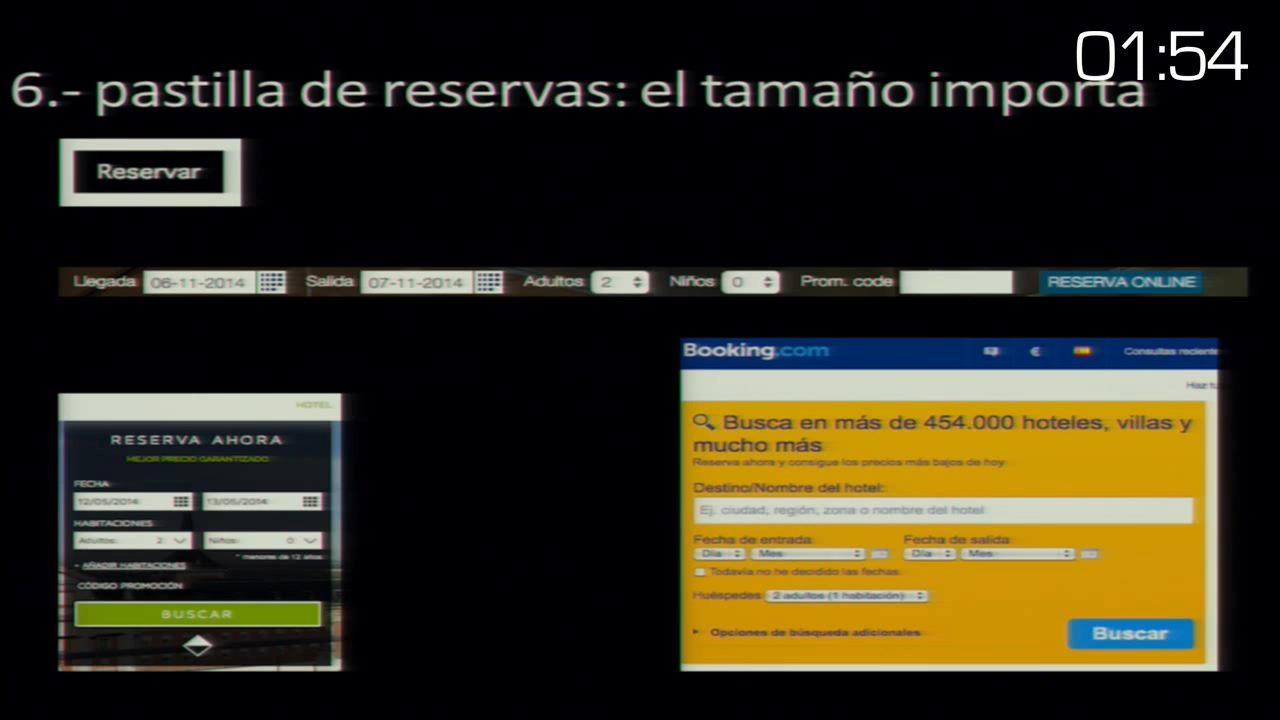 01:54
6.- pastilla de reservas: el tamaño importa
Reservar
Llegada 06-11-2014 Salida 07-11-2014 Adultos 2 Niños 0 Prom. code RESERVA ONLINE
Booking.com € Consultas reciente
Haz tu
HOTEL
RESERVA AHORA
MEJOR PRECIO GARANTIZADO
FECHA
12/05/2014 13/05/2014
HABITACIONES
Adultos: 2 Niños: 0
* menores de 12 años
+ AÑADIR HABITACIONES
CÓDIGO PROMOCIÓN
BUSCAR
Busca en más de 454.000 hoteles, villas y
mucho más
Reserva ahora y consigue los precios más bajos de hoy
Destino/Nombre del hotel:
Ej. ciudad, región, zona o nombre del hotel
Fecha de entrada Fecha de salida
Día Mes Día Mes
Todavía no he decidido las fechas
Huéspedes 2 adultos (1 habitación)
Opciones de búsqueda adicionales
Buscar